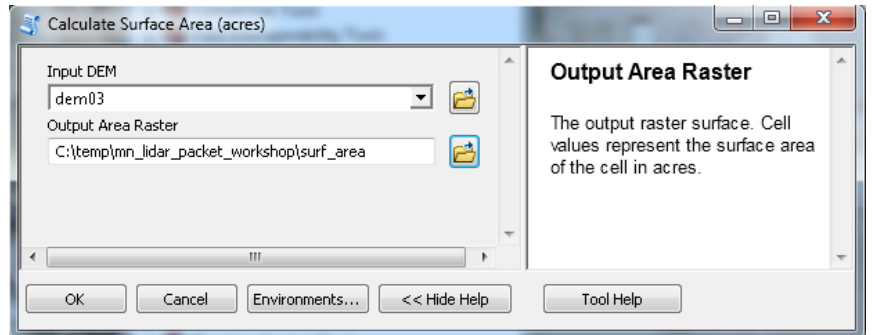 Calculate Surface Area (acres)
Input DEM
dem03
Output Area Raster
C:\temp\mn_lidar_packet_workshop\surf_area
Output Area Raster
The output raster surface. Cell
values represent the surface area
of the cell in acres.
OK Cancel Environments... << Hide Help Tool Help